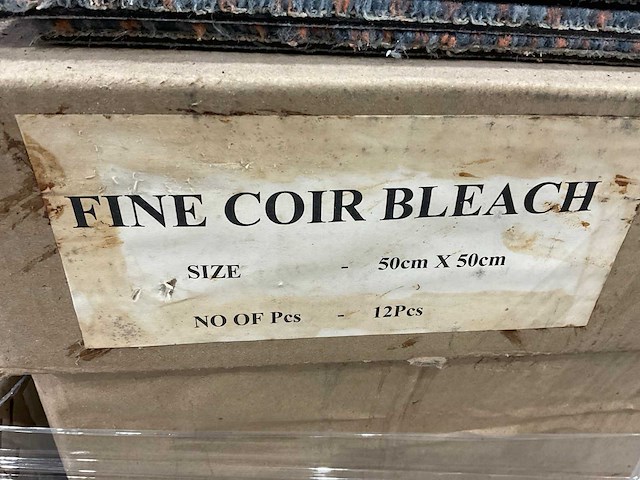 FINE COIR BLEACH
SIZE - 50cm X 50cm
NO OF Pcs - 12Pcs